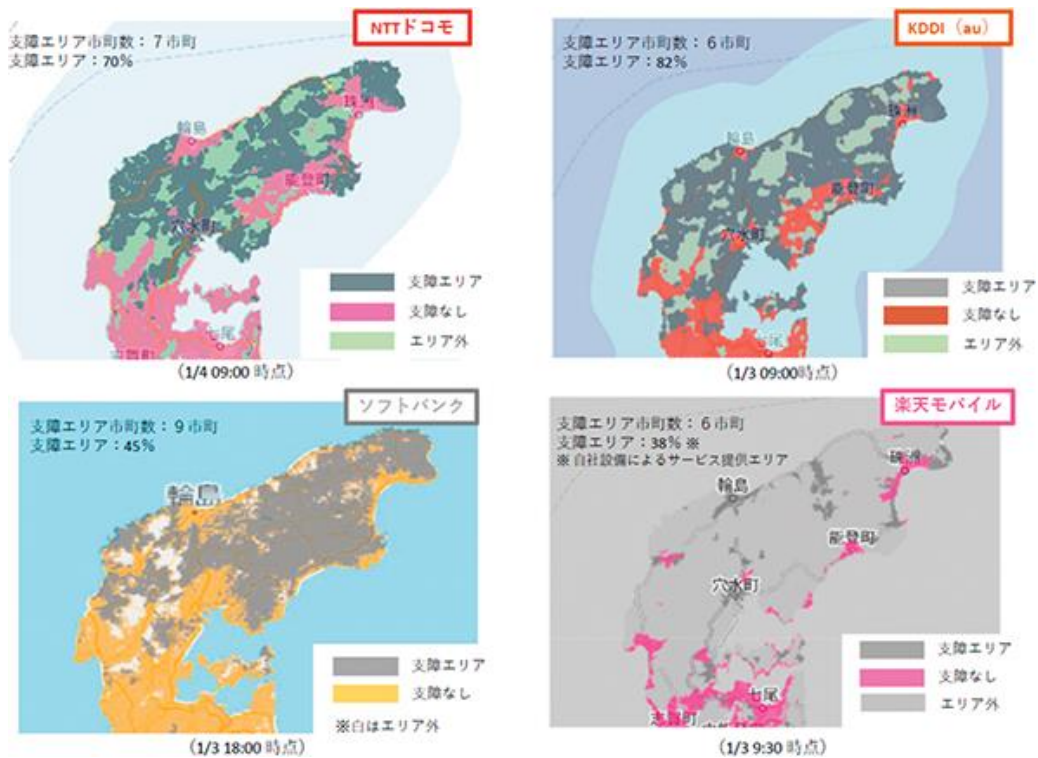 NTTドコモ
支障エリア市町数：7市町
支障エリア：70%
珠洲
輪島
能登町
穴水町
七尾
支障エリア
支障なし
エリア外
(1/4 09:00 時点)
KDDI（au）
支障エリア市町数：6市町
支障エリア：82%
珠洲
輪島
能登町
穴水町
支障エリア
支障なし
エリア外
(1/3 09:00時点)
ソフトバンク
支障エリア市町数：9市町
支障エリア：45%
輪島
支障エリア
支障なし
※白はエリア外
(1/3 18:00 時点)
楽天モバイル
支障エリア市町数：6市町
支障エリア：38% ※
※ 自社設備によるサービス提供エリア
珠洲
輪島
能登町
穴水町
七尾
志賀町
支障エリア
支障なし
エリア外
(1/3 9:30 時点)